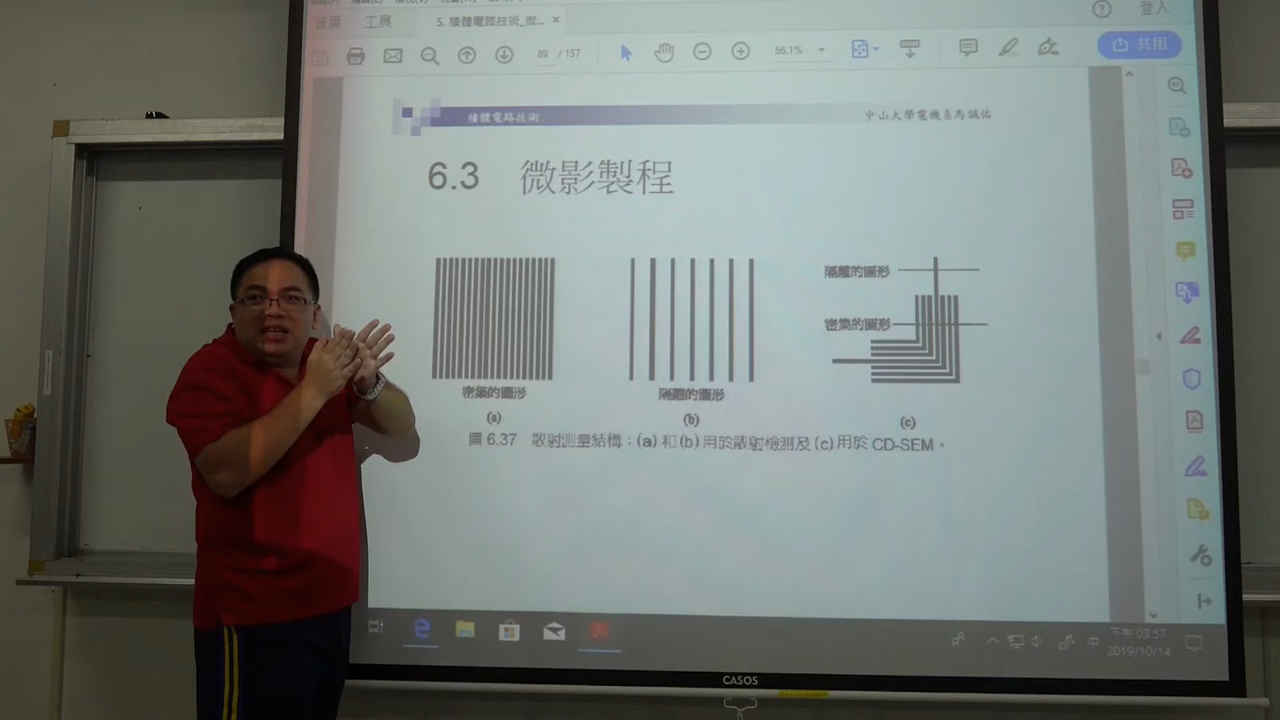 首頁 工具 5. 積體電路技術_微... × 登入
89 / 157 66.1% 共用
積體電路技術 中山大學電機系馬誠佑
6.3 微影製程
隔離的圖形
密集的圖形
密集的圖形 隔離的圖形
(a) (b) (c)
圖 6.37 散射測量結構：(a) 和 (b) 用於散射檢測及 (c) 用於 CD-SEM。
中 下午 03:57
2019/10/14
CASOS